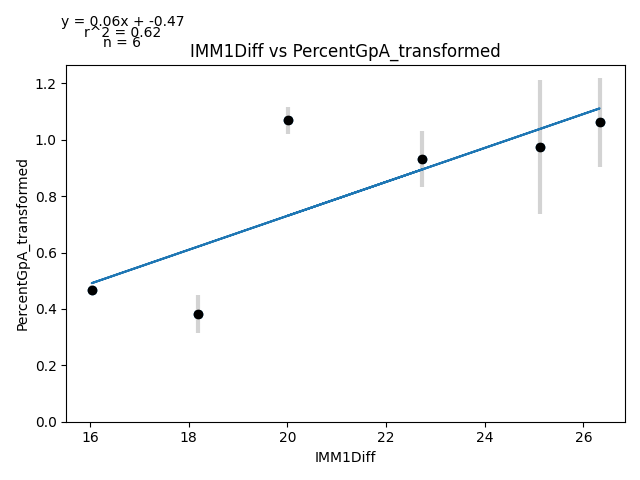 y = 0.06x + -0.47
r^2 = 0.62
n = 6
IMM1Diff vs PercentGpA_transformed
PercentGpA_transformed
1.2
1.0
0.8
0.6
0.4
0.2
0.0
16 18 20 22 24 26
IMM1Diff